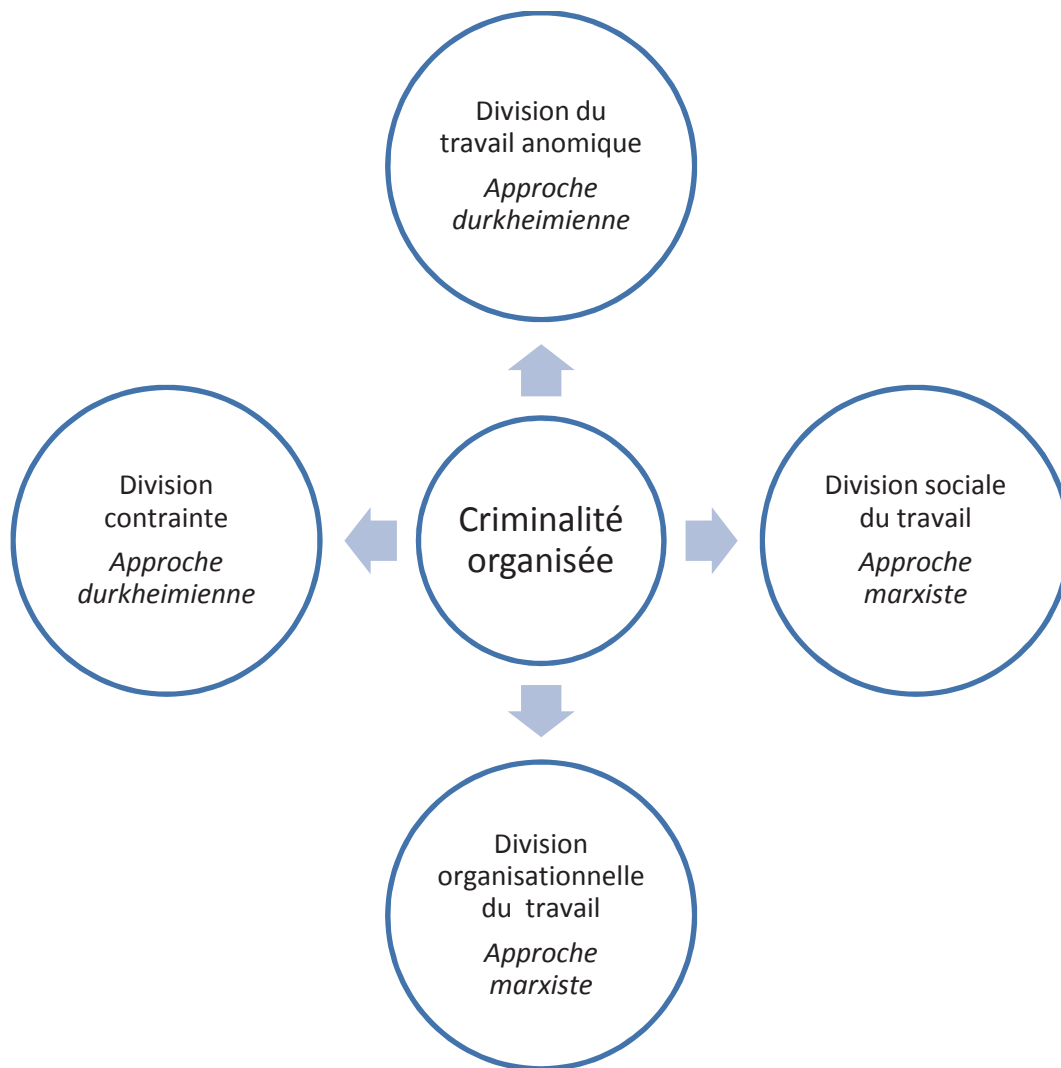 Division du
travail anomique
Approche
durkheimienne
Division
contrainte
Approche
durkheimienne
Criminalité
organisée
Division sociale
du travail
Approche
marxiste
Division
organisationnelle
du travail
Approche
marxiste